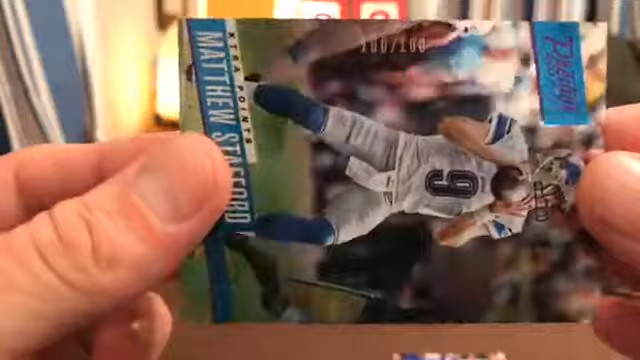 100/100
PRESTIGE
XTRA POINTS
MATTHEW STAFFORD
9